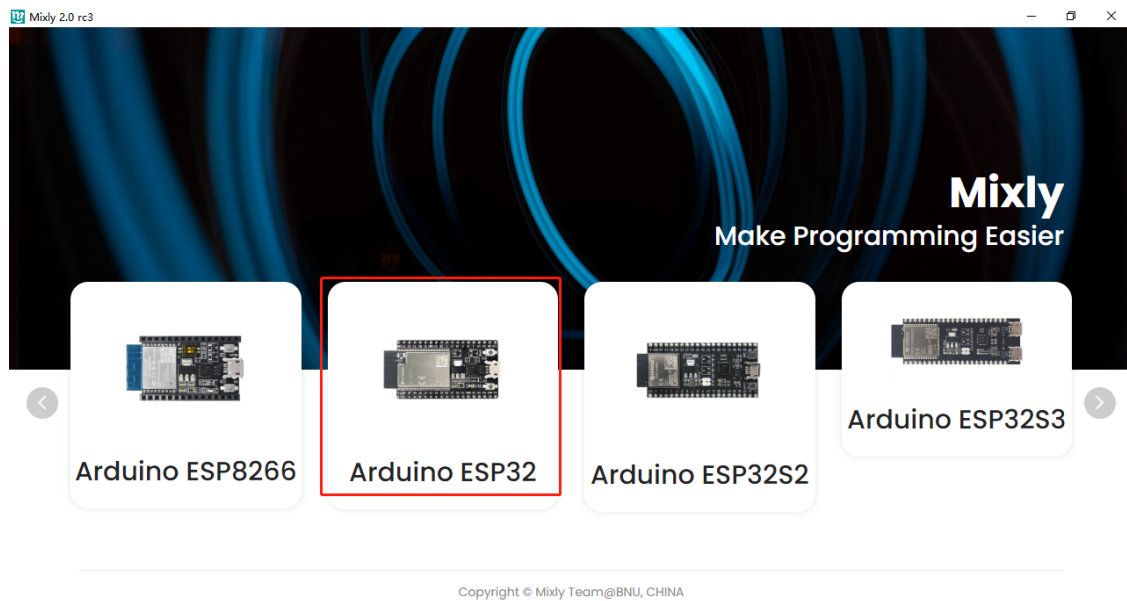 Mixly 2.0 rc3
Mixly
Make Programming Easier
Arduino ESP8266
Arduino ESP32
Arduino ESP32S2
Arduino ESP32S3
Copyright © Mixly Team@BNU, CHINA